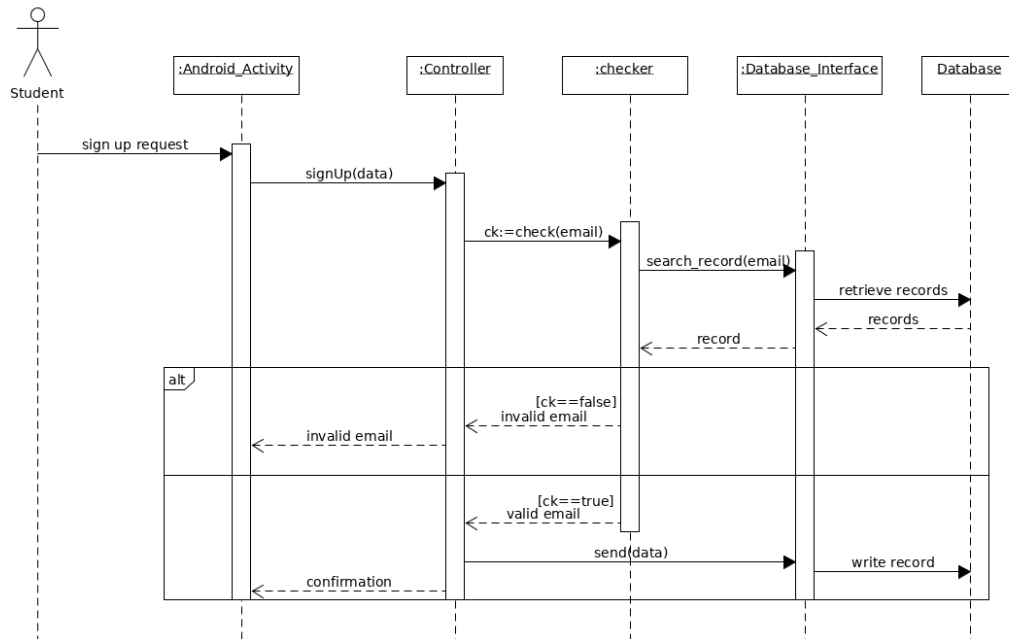 Student
:Android_Activity
:Controller
:checker
:Database_Interface
Database
sign up request
signUp(data)
ck:=check(email)
search_record(email)
retrieve records
records
record
alt
[ck==false]
invalid email
invalid email
[ck==true]
valid email
send(data)
write record
confirmation